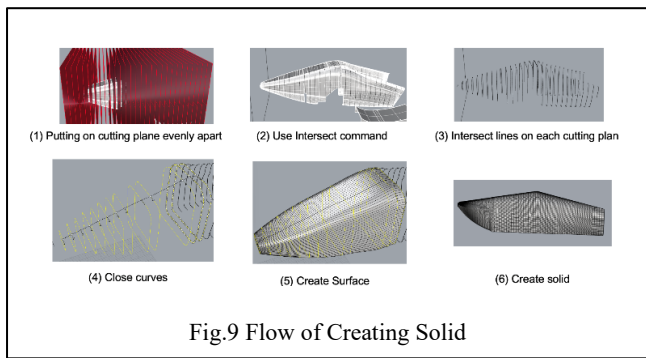 (1) Putting on cutting plane evenly apart
(2) Use Intersect command
(3) Intersect lines on each cutting plan
(4) Close curves
(5) Create Surface
(6) Create solid
Fig.9 Flow of Creating Solid